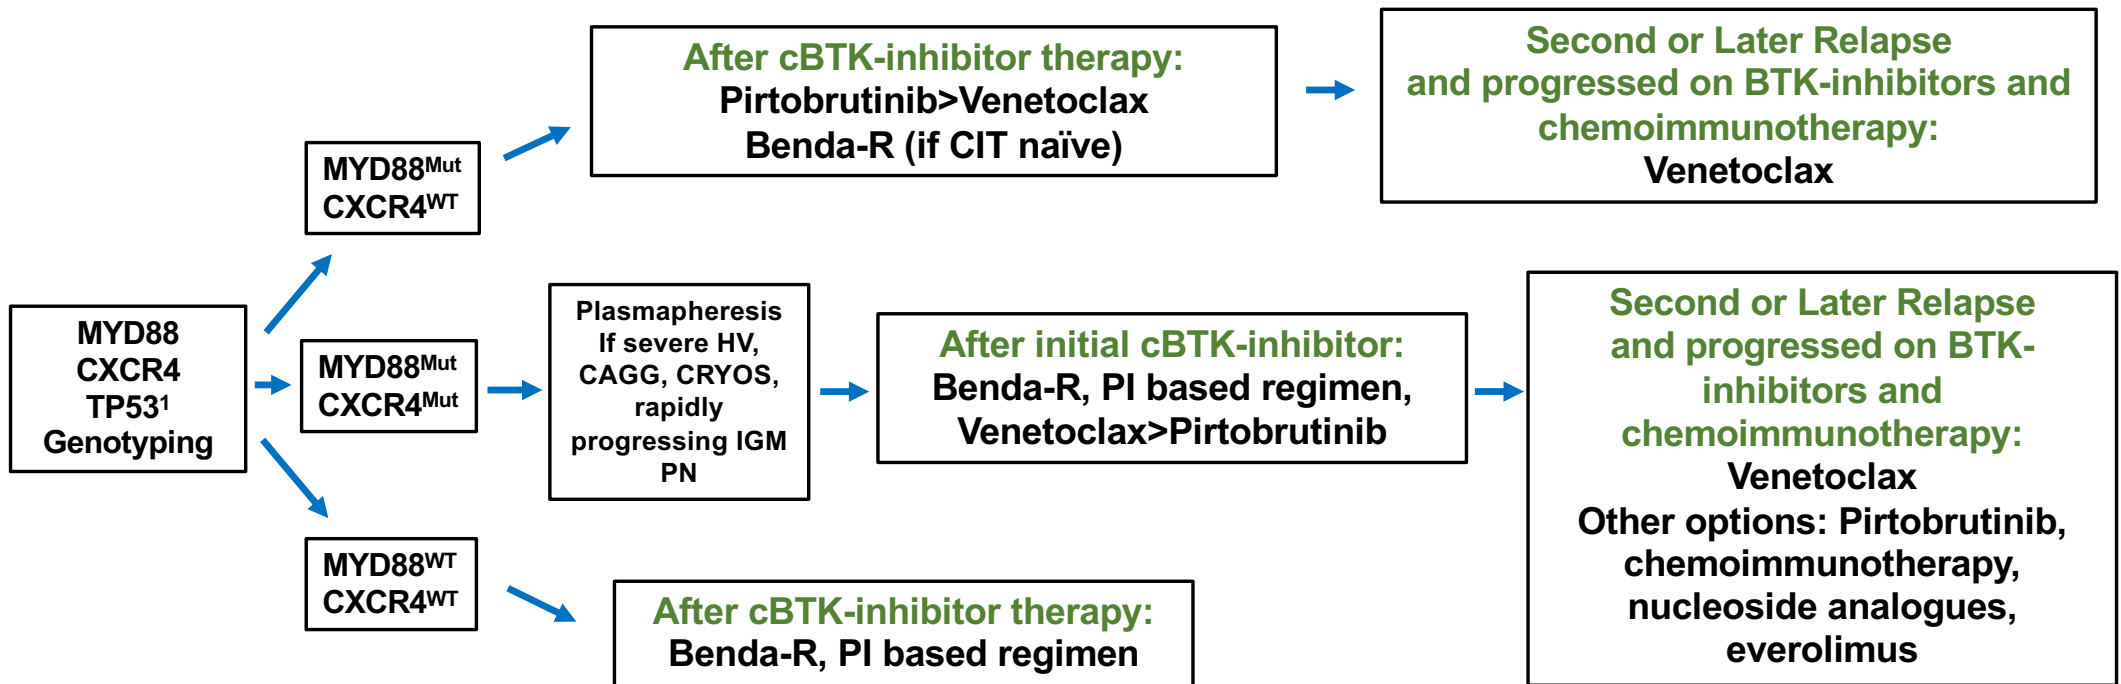 After cBTK-inhibitor therapy:
Pirtobrutinib>Venetoclax
Benda-R (if CIT naïve)
Second or Later Relapse
and progressed on BTK-inhibitors and
chemoimmunotherapy:
Venetoclax
MYD88ᴹᵘᵗ
CXCR4ᵂᵀ
MYD88
CXCR4
TP53¹
Genotyping
MYD88ᴹᵘᵗ
CXCR4ᴹᵘᵗ
Plasmapheresis
If severe HV,
CAGG, CRYOS,
rapidly
progressing IGM
PN
After initial cBTK-inhibitor:
Benda-R, PI based regimen,
Venetoclax>Pirtobrutinib
Second or Later Relapse
and progressed on BTK-
inhibitors and
chemoimmunotherapy:
Venetoclax
Other options: Pirtobrutinib,
chemoimmunotherapy,
nucleoside analogues,
everolimus
MYD88ᵂᵀ
CXCR4ᵂᵀ
After cBTK-inhibitor therapy:
Benda-R, PI based regimen